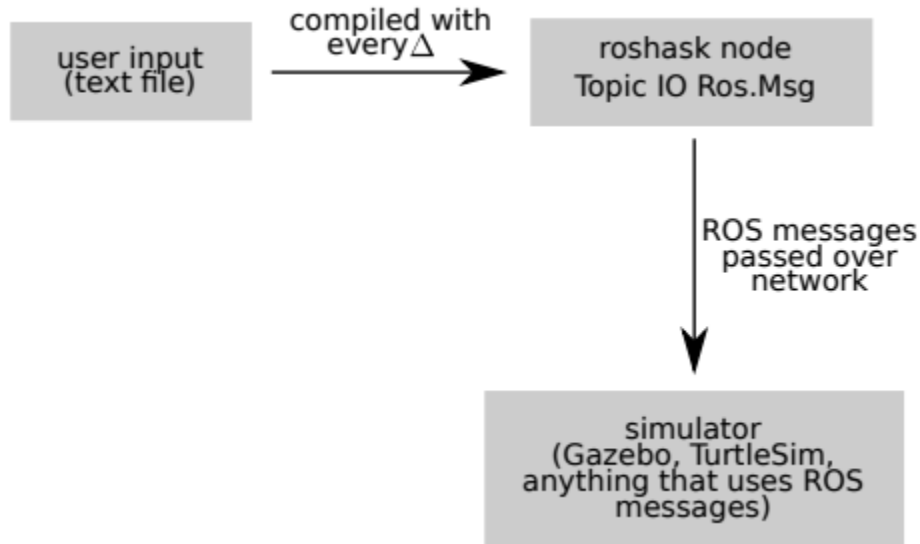 user input
(text file)
compiled with
every Δ
roshask node
Topic IO Ros.Msg
ROS messages
passed over
network
simulator
(Gazebo, TurtleSim,
anything that uses ROS
messages)